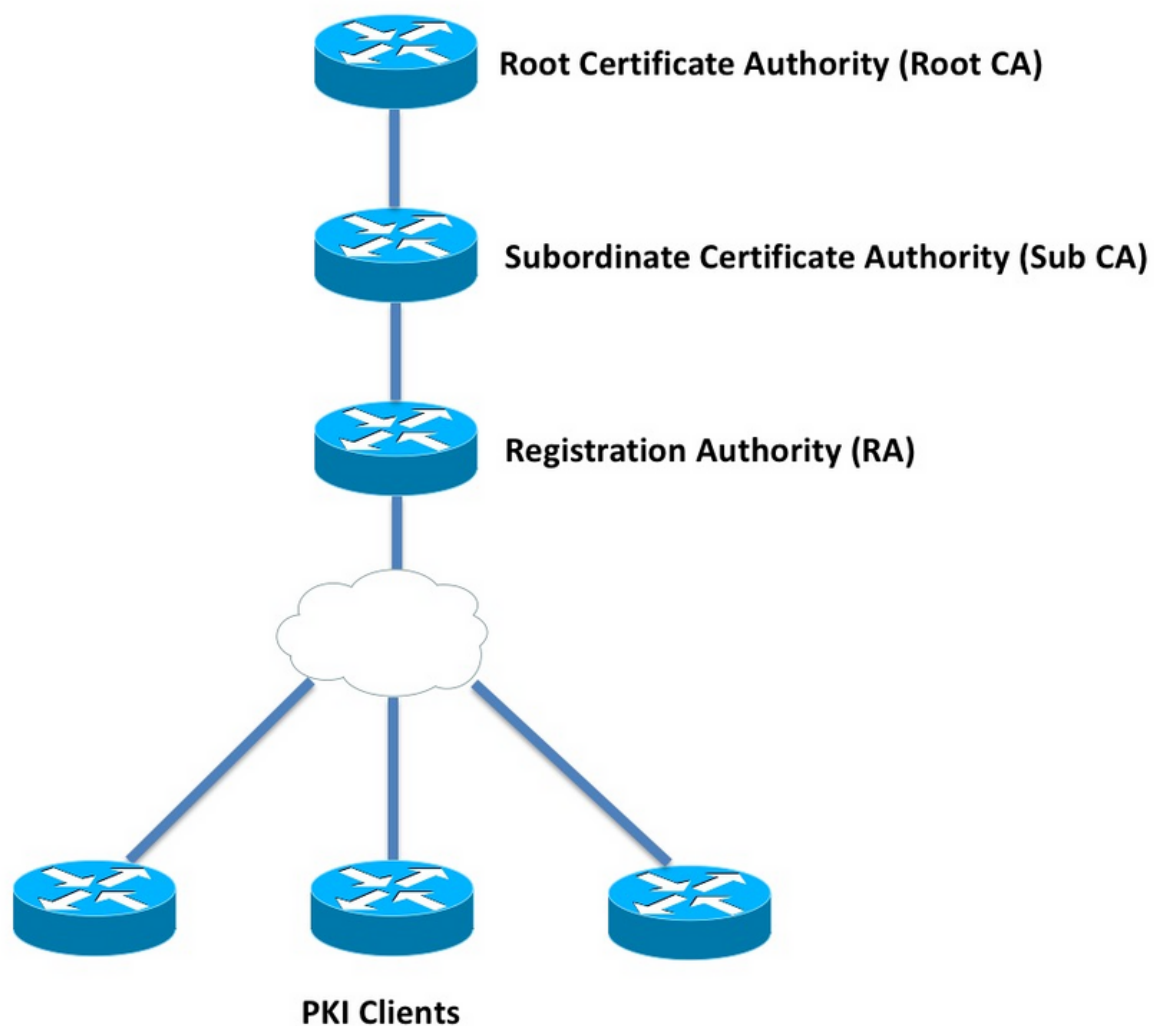 Root Certificate Authority (Root CA)
Subordinate Certificate Authority (Sub CA)
Registration Authority (RA)
PKI Clients